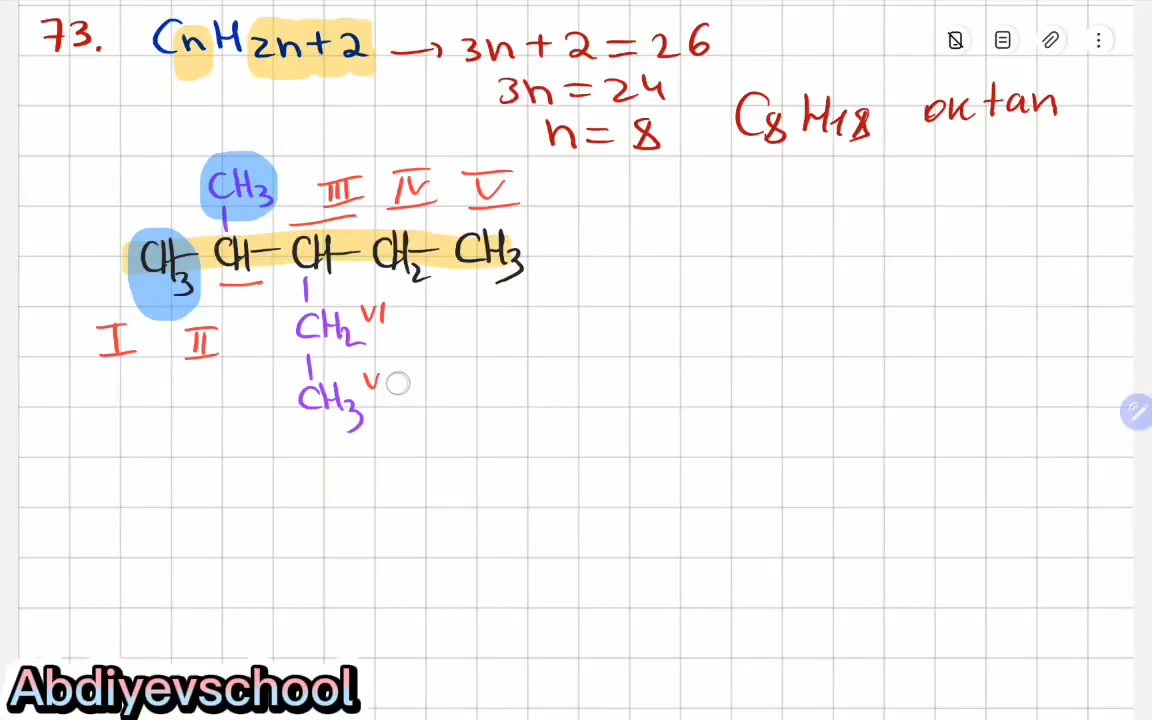 73. CnH2n+2 → 3n+2=26
3n=24
n=8 C8H18 oktan
CH3 III IV V
CH3-CH-CH-CH2-CH3
CH2 VI
I II
CH3 V
Abdiyevschool